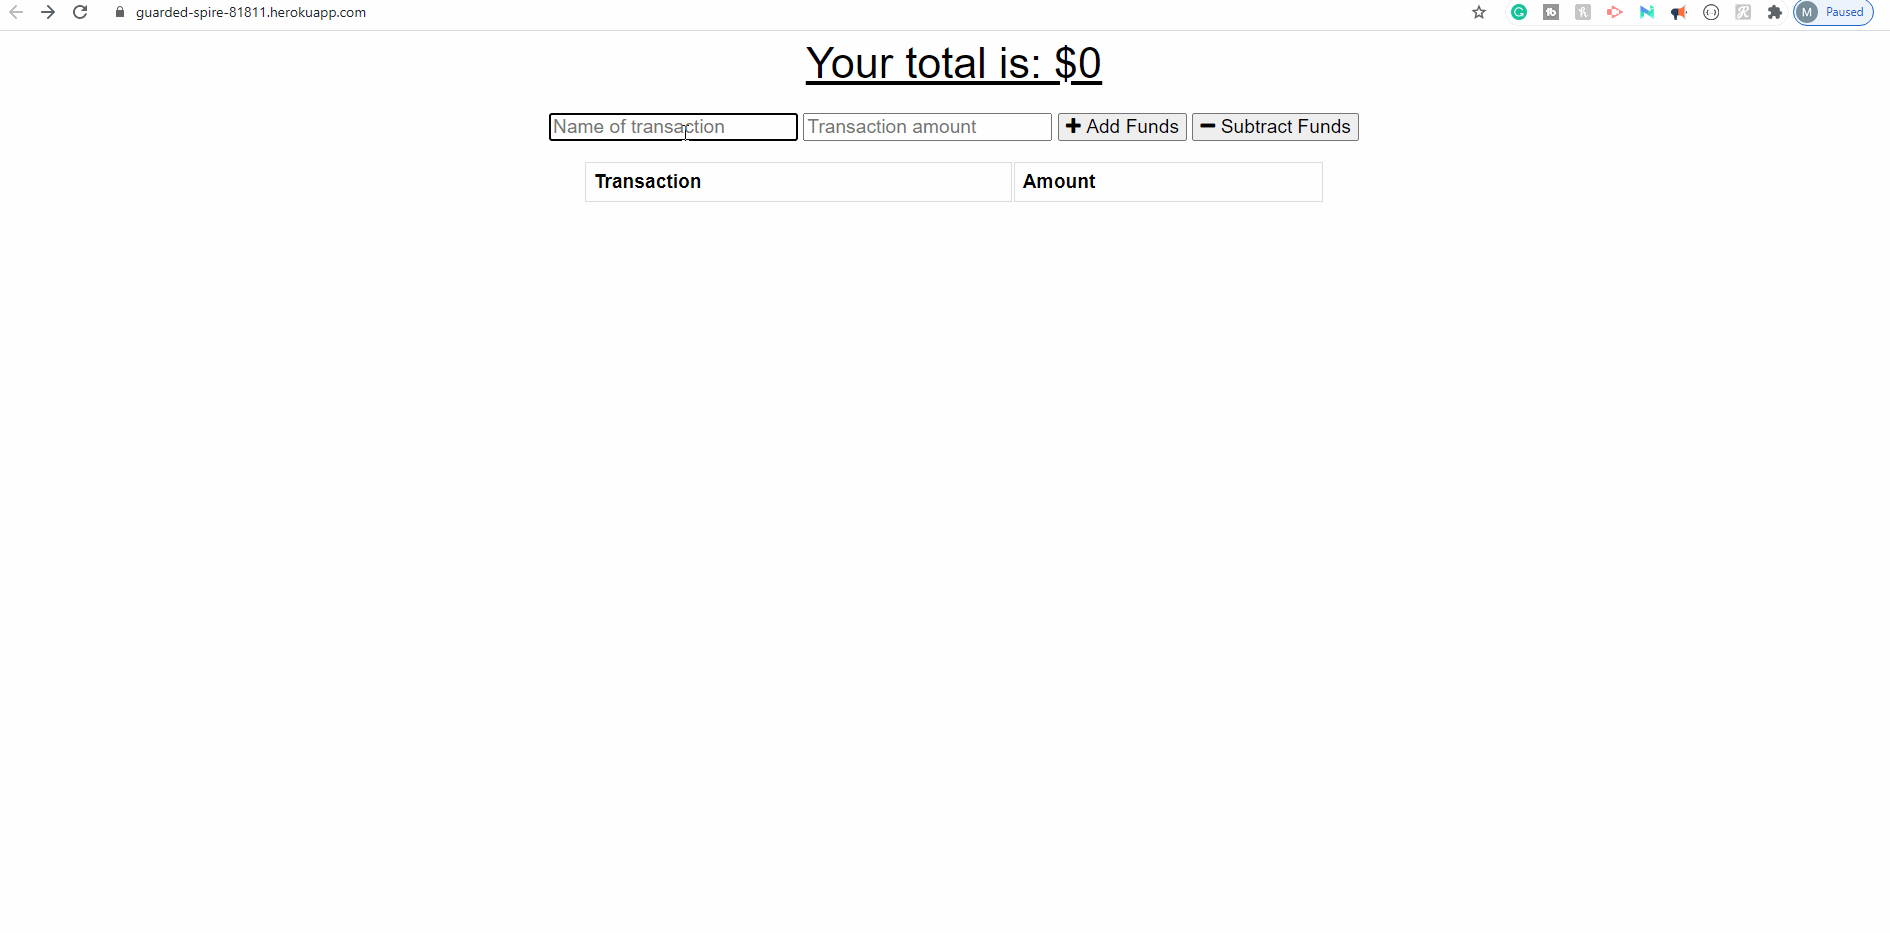 guarded-spire-81811.herokuapp.com
M Paused
Your total is: $0
Name of transaction Transaction amount Add Funds Subtract Funds
Transaction Amount